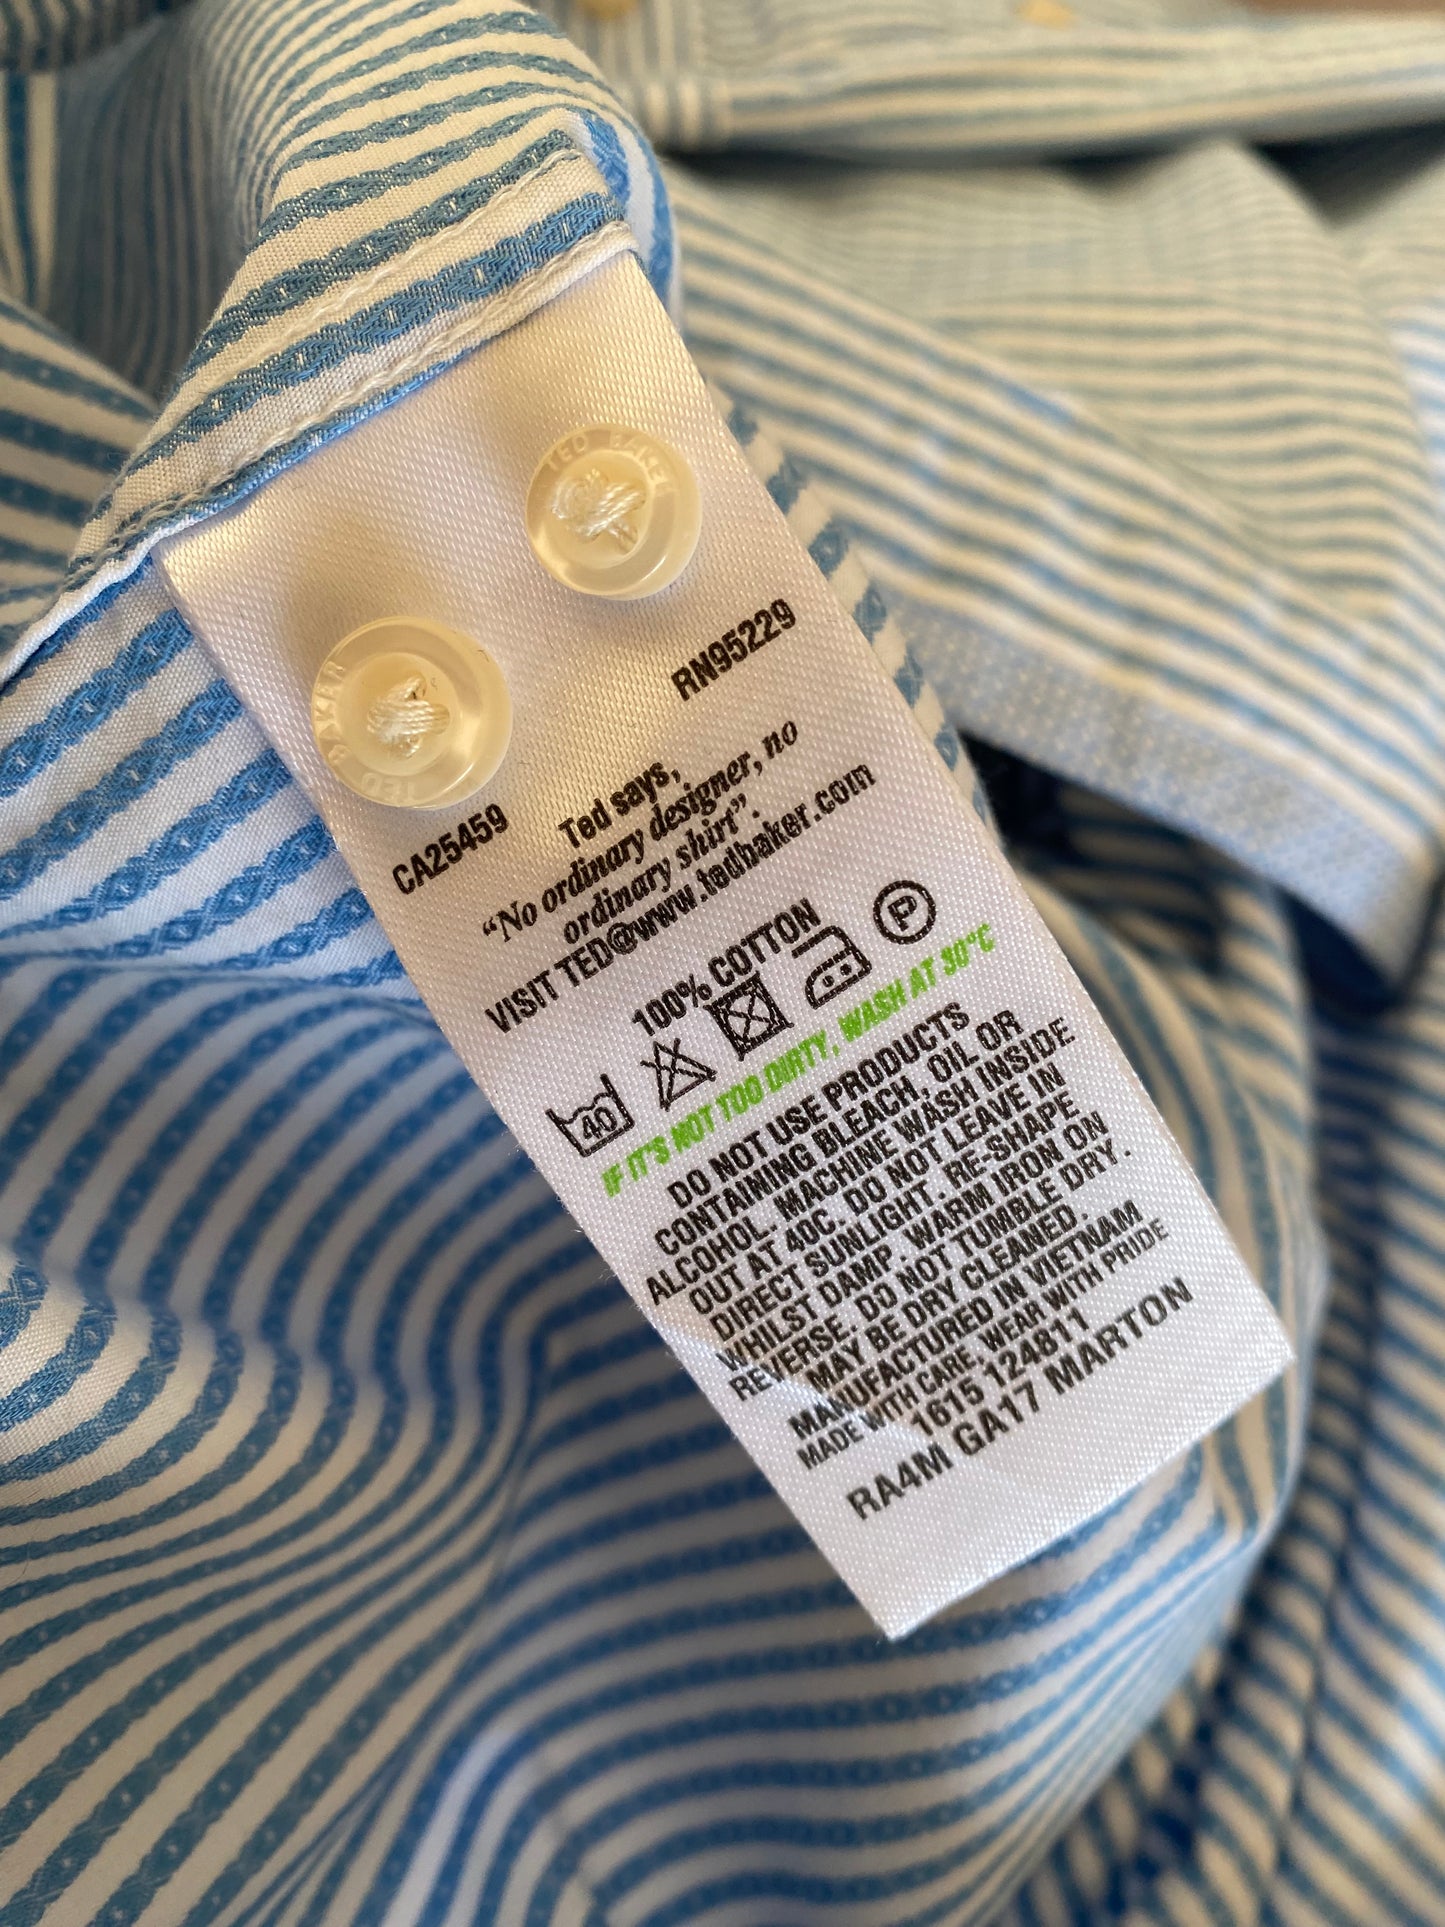 TED BAKER
TED BAKER
RN95229
CA25459
Ted says,
"No ordinary designer, no
ordinary shirt".
VISIT TED@www.tedbaker.com
100% COTTON
40
P
IF IT'S NOT TOO DIRTY, WASH AT 30°C
DO NOT USE PRODUCTS
CONTAINING BLEACH, OIL OR
ALCOHOL. MACHINE WASH INSIDE
OUT AT 40C. DO NOT LEAVE IN
DIRECT SUNLIGHT. RE-SHAPE
WHILST DAMP. WARM IRON ON
REVERSE. DO NOT TUMBLE DRY.
MAY BE DRY CLEANED.
MANUFACTURED IN VIETNAM
MADE WITH CARE, WEAR WITH PRIDE
1615 124811
RA4M GA17 MARTON